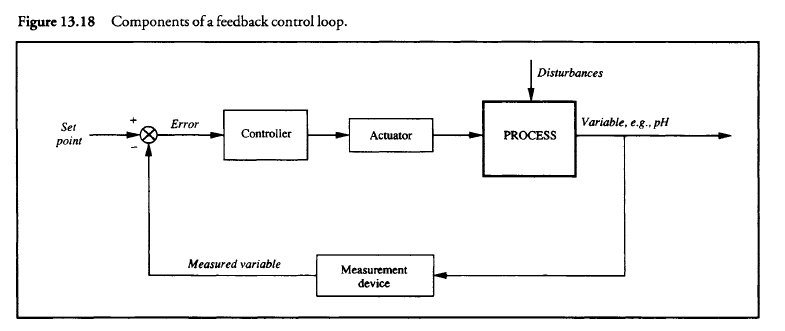 Figure 13.18 Components of a feedback control loop.
Disturbances
Set
point
+
−
Error
Controller
Actuator
PROCESS
Variable, e.g., pH
Measured variable
Measurement
device